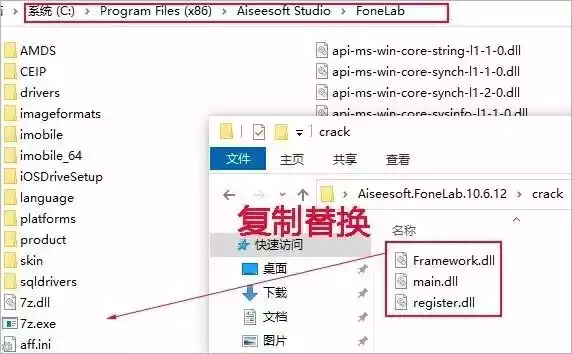 系统 (C:) › Program Files (x86) › Aiseesoft Studio › FoneLab
AMDS
CEIP
drivers
imageformats
imobile
imobile_64
iOSDriveSetup
language
platforms
product
skin
sqldrivers
7z.dll
7z.exe
aff.ini
api-ms-win-core-string-l1-1-0.dll
api-ms-win-core-synch-l1-1-0.dll
api-ms-win-core-synch-l1-2-0.dll
api-ms-win-core-sysinfo-l1-1-0.dll
crack
文件 主页 共享 查看
Aiseesoft.FoneLab.10.6.12 › crack
复制替换
快速访问
桌面
下载
文档
图片
名称
Framework.dll
main.dll
register.dll